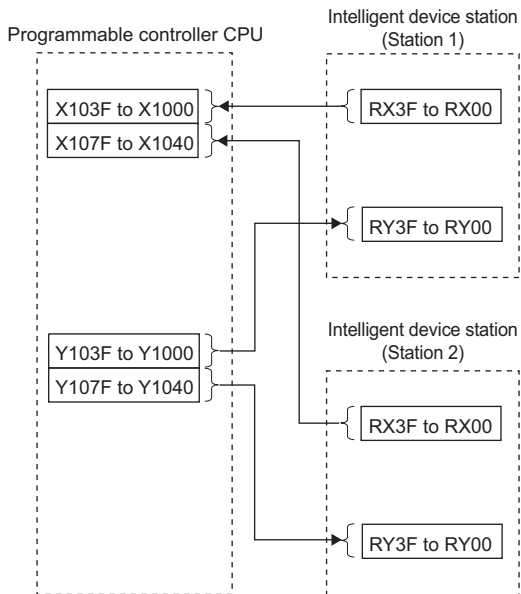 Programmable controller CPU
X103F to X1000
X107F to X1040
Y103F to Y1000
Y107F to Y1040
Intelligent device station
(Station 1)
RX3F to RX00
RY3F to RY00
Intelligent device station
(Station 2)
RX3F to RX00
RY3F to RY00